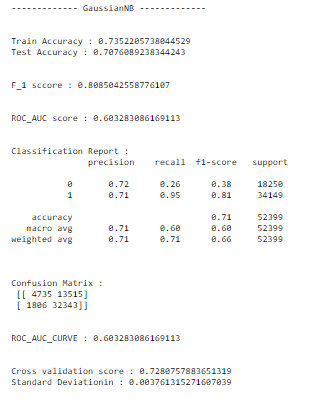 ------------- GaussianNB -------------
Train Accuracy : 0.7352205738044529
Test Accuracy : 0.7076089238344243
F_1 sccore : 0.8085042558776107
ROC_AUC score : 0.603283086169113
Classification Report :
precision recall f1-score support
0 0.72 0.26 0.38 18250
1 0.71 0.95 0.81 34149
accuracy 0.71 52399
macro avg 0.71 0.60 0.60 52399
weighted avg 0.71 0.71 0.66 52399
Confusion Matrix :
[[ 4735 13515]
[ 1806 32343]]
ROC_AUC_CURVE : 0.603283086169113
Cross validation score : 0.7280757883651319
Standard Deviationin : 0.003761315271607039